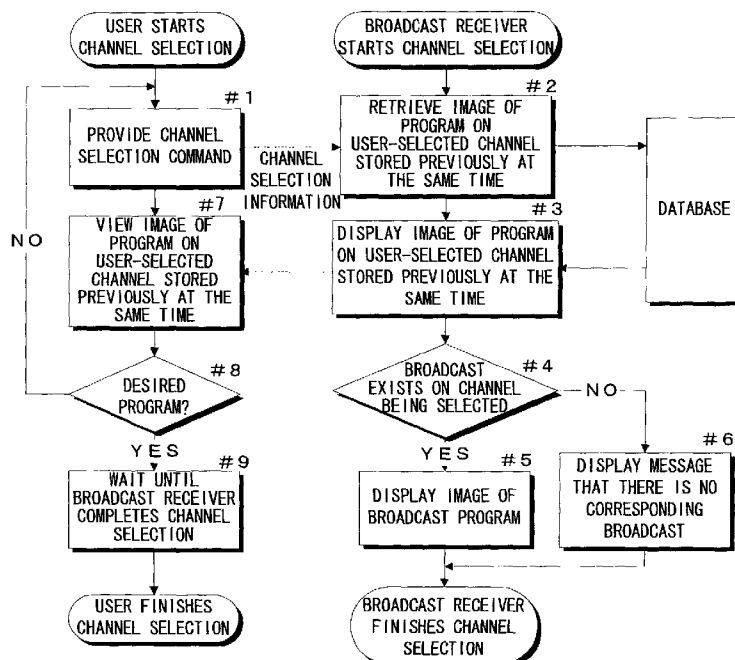 USER STARTS
CHANNEL SELECTION
BROADCAST RECEIVER
STARTS CHANNEL SELECTION
#1
PROVIDE CHANNEL
SELECTION COMMAND
CHANNEL
SELECTION
INFORMATION
#2
RETRIEVE IMAGE OF
PROGRAM ON
USER-SELECTED CHANNEL
STORED PREVIOUSLY AT
THE SAME TIME
DATABASE
#7
VIEW IMAGE OF
PROGRAM ON
USER-SELECTED
CHANNEL STORED
PREVIOUSLY AT THE
SAME TIME
#3
DISPLAY IMAGE OF PROGRAM
ON USER-SELECTED CHANNEL
STORED PREVIOUSLY AT THE
SAME TIME
NO
#8
DESIRED
PROGRAM?
YES
#4
BROADCAST
EXISTS ON CHANNEL
BEING SELECTED
NO
YES
#9
WAIT UNTIL
BROADCAST RECEIVER
COMPLETES CHANNEL
SELECTION
#5
DISPLAY IMAGE OF
BROADCAST PROGRAM
#6
DISPLAY MESSAGE
THAT THERE IS NO
CORRESPONDING
BROADCAST
USER FINISHES
CHANNEL SELECTION
BROADCAST RECEIVER
FINISHES CHANNEL
SELECTION